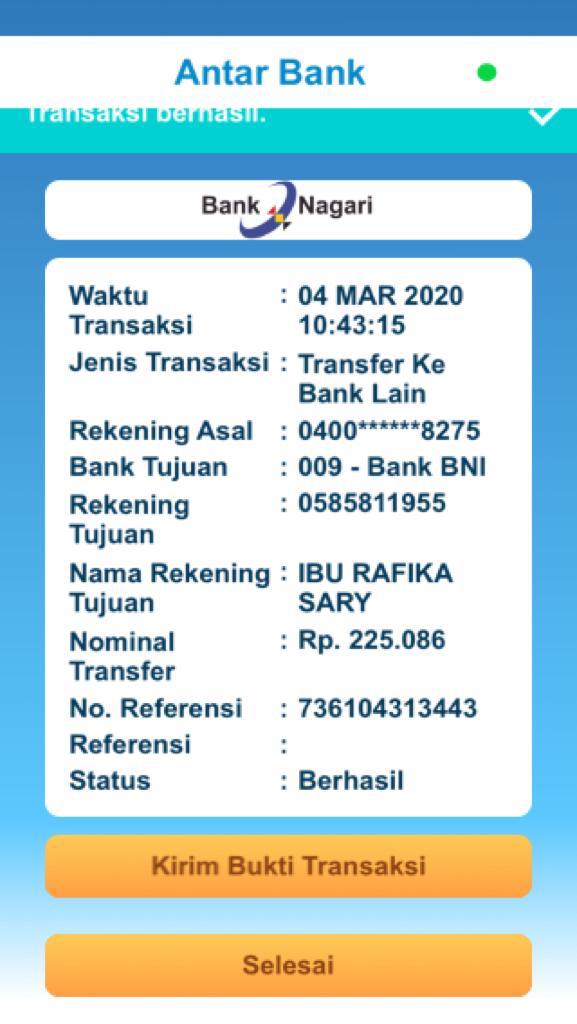 Antar Bank
Transaksi berhasil.
Bank Nagari
Waktu : 04 MAR 2020
Transaksi 10:43:15
Jenis Transaksi : Transfer Ke
Bank Lain
Rekening Asal : 0400******8275
Bank Tujuan : 009 - Bank BNI
Rekening : 0585811955
Tujuan
Nama Rekening : IBU RAFIKA
Tujuan SARY
Nominal : Rp. 225.086
Transfer
No. Referensi : 736104313443
Referensi :
Status : Berhasil
Kirim Bukti Transaksi
Selesai